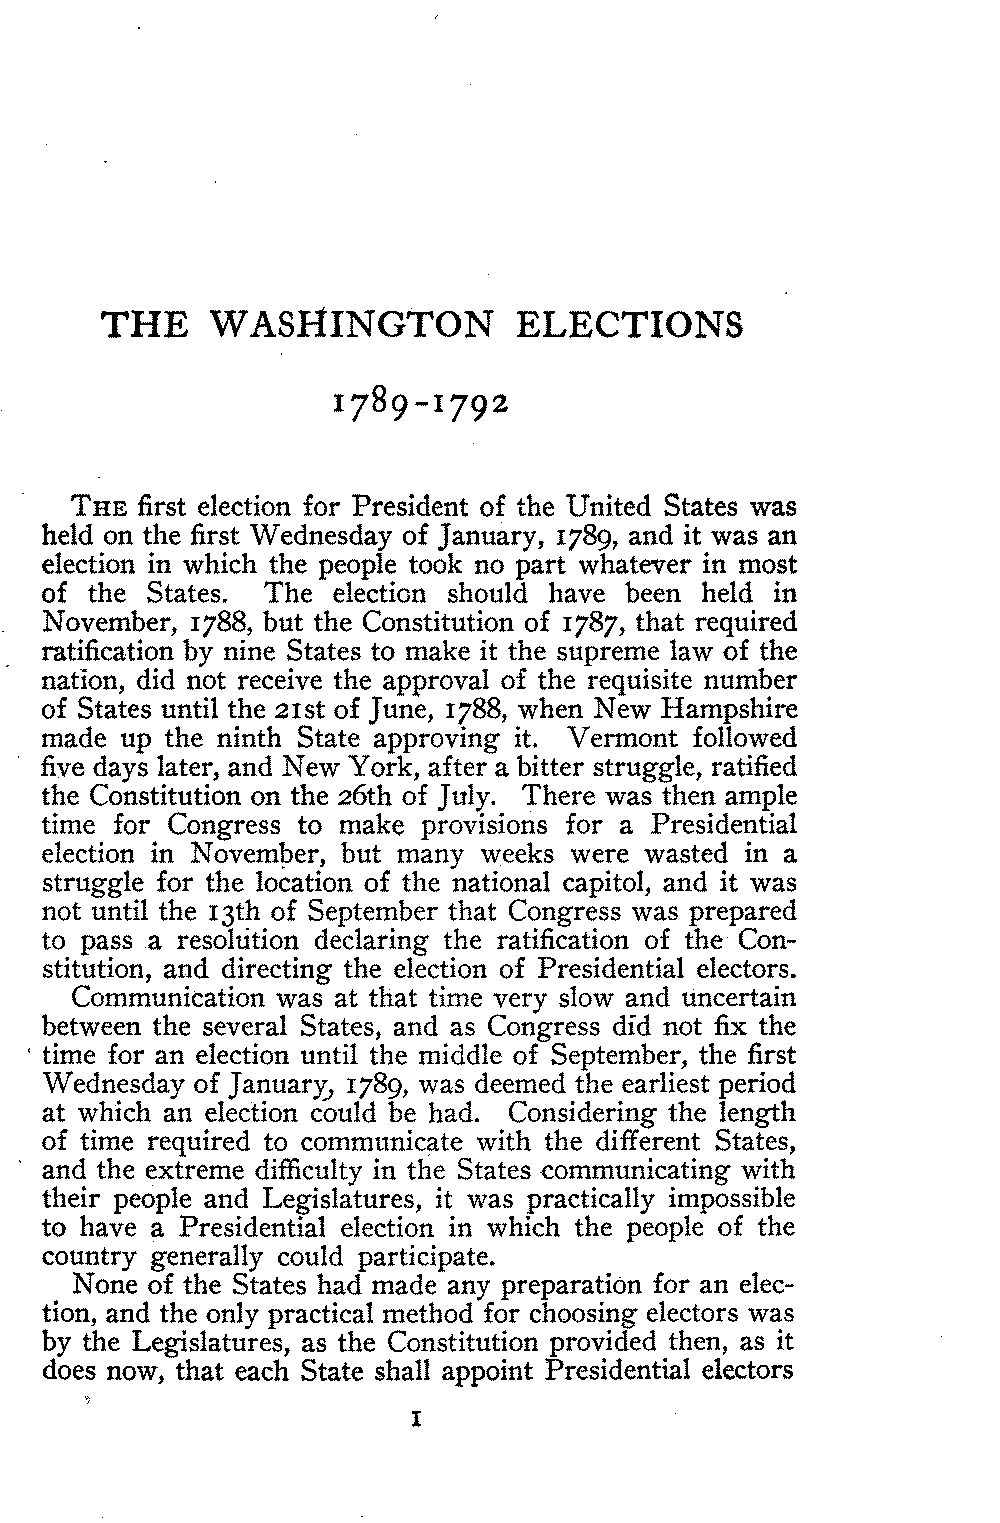 THE WASHINGTON ELECTIONS
1789-1792
THE first election for President of the United States was
held on the first Wednesday of January, 1789, and it was an
election in which the people took no part whatever in most
of the States. The election should have been held in
November, 1788, but the Constitution of 1787, that required
ratification by nine States to make it the supreme law of the
nation, did not receive the approval of the requisite number
of States until the 21st of June, 1788, when New Hampshire
made up the ninth State approving it. Vermont followed
five days later, and New York, after a bitter struggle, ratified
the Constitution on the 26th of July. There was then ample
time for Congress to make provisions for a Presidential
election in November, but many weeks were wasted in a
struggle for the location of the national capitol, and it was
not until the 13th of September that Congress was prepared
to pass a resolution declaring the ratification of the Con-
stitution, and directing the election of Presidential electors.
Communication was at that time very slow and uncertain
between the several States, and as Congress did not fix the
time for an election until the middle of September, the first
Wednesday of January, 1789, was deemed the earliest period
at which an election could be had. Considering the length
of time required to communicate with the different States,
and the extreme difficulty in the States communicating with
their people and Legislatures, it was practically impossible
to have a Presidential election in which the people of the
country generally could participate.
None of the States had made any preparation for an elec-
tion, and the only practical method for choosing electors was
by the Legislatures, as the Constitution provided then, as it
does now, that each State shall appoint Presidential electors
1